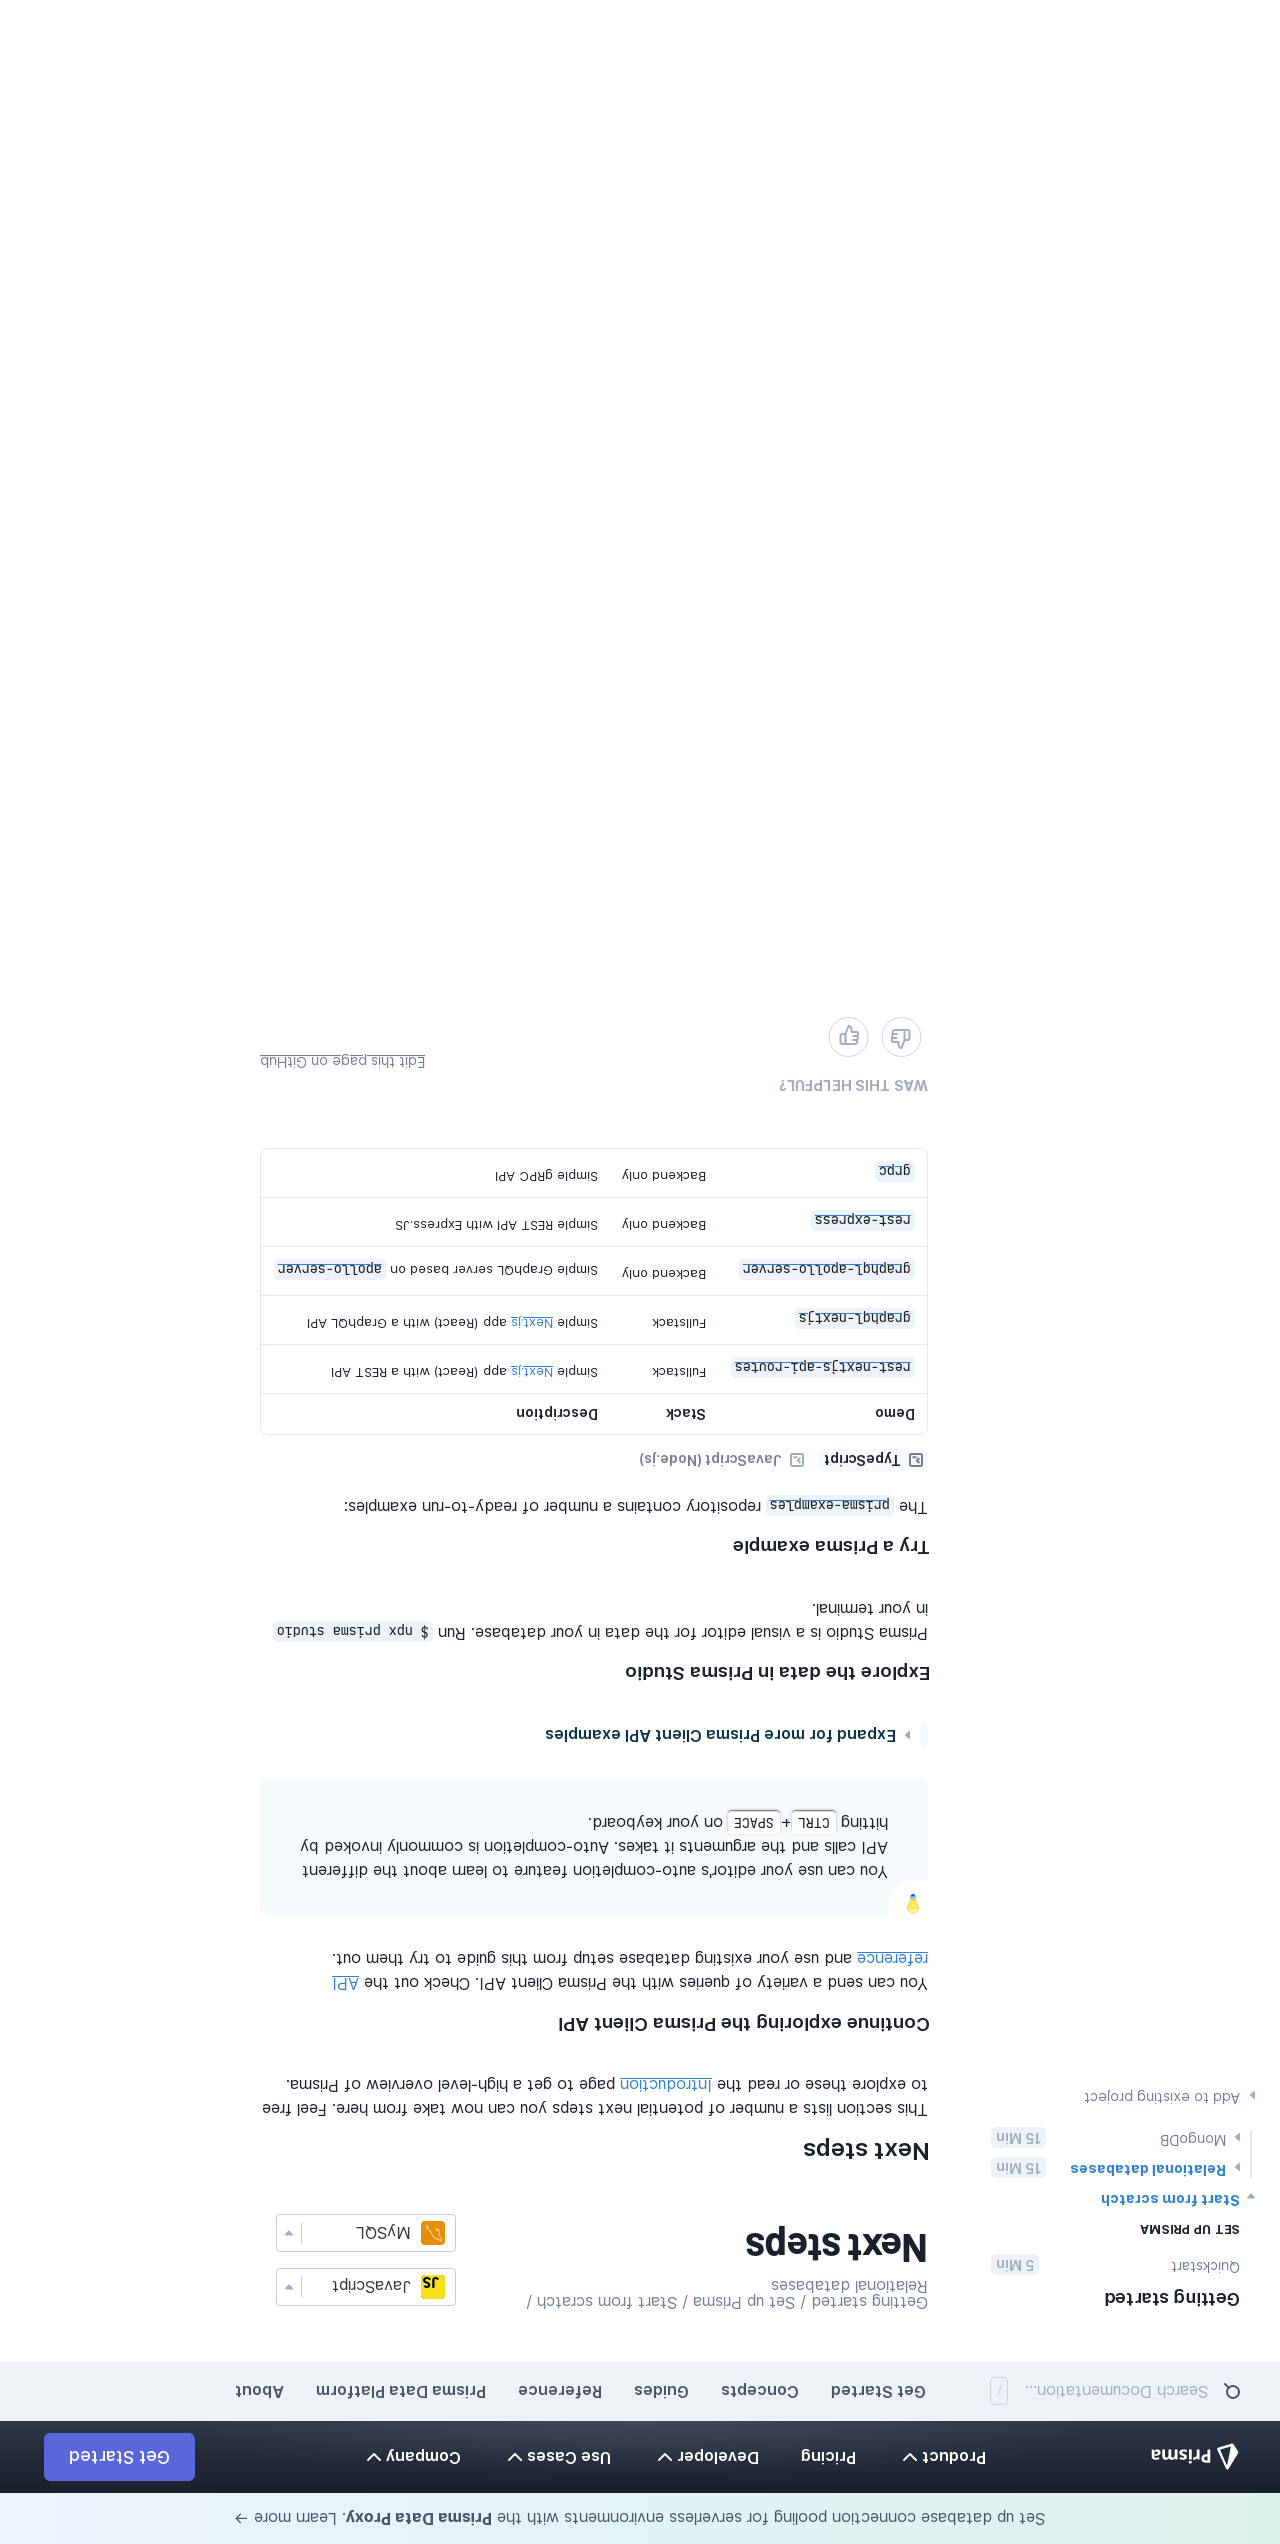 Set up database connection pooling for serverless environments with the Prisma Data Proxy. Learn more →
Prisma
Product
Pricing
Developer
Use Cases
Company
Get Started
Search Documentation...
/
Get Started
Concepts
Guides
Reference
Prisma Data Platform
About
Getting started
Quickstart
5 Min
SET UP PRISMA
Start from scratch
Relational databases
15 Min
MongoDB
15 Min
Add to existing project
Getting started / Set up Prisma / Start from scratch /
Relational databases
Next steps
JS JavaScript
MySQL
Next steps
This section lists a number of potential next steps you can now take from here. Feel free
to explore these or read the Introduction page to get a high-level overview of Prisma.
Continue exploring the Prisma Client API
You can send a variety of queries with the Prisma Client API. Check out the API
reference and use your existing database setup from this guide to try them out.
You can use your editor's auto-completion feature to learn about the different
API calls and the arguments it takes. Auto-completion is commonly invoked by
hitting CTRL+SPACE on your keyboard.
Expand for more Prisma Client API examples
Explore the data in Prisma Studio
Prisma Studio is a visual editor for the data in your database. Run $ npx prisma studio
in your terminal.
Try a Prisma example
The prisma-examples repository contains a number of ready-to-run examples:
TypeScript
JavaScript (Node.js)
Demo Stack Description
rest-nextjs-api-routes Fullstack Simple Next.js app (React) with a REST API
graphql-nextjs Fullstack Simple Next.js app (React) with a GraphQL API
graphql-apollo-server Backend only Simple GraphQL server based on apollo-server
rest-express Backend only Simple REST API with Express.JS
grpc Backend only Simple gRPC API
WAS THIS HELPFUL?
Edit this page on GitHub